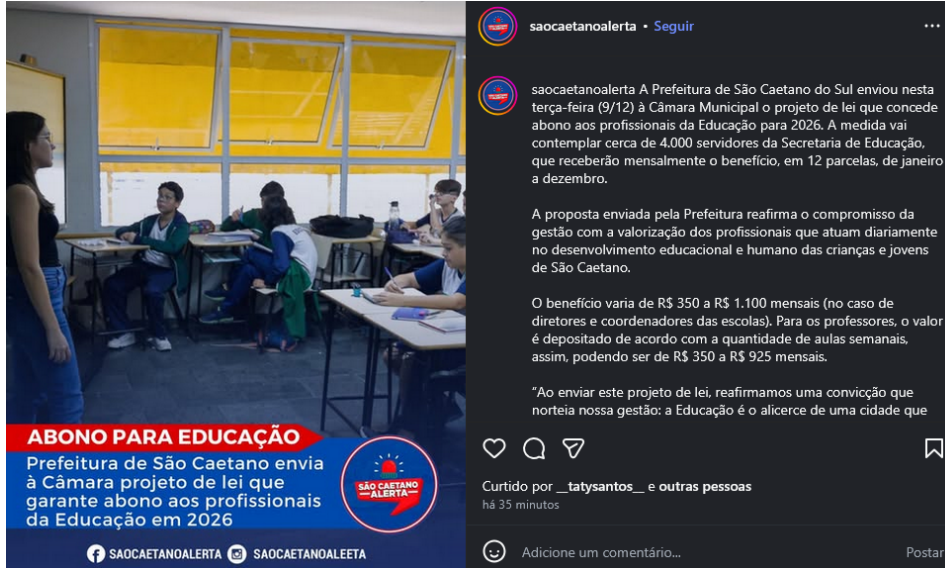 saocaetanoalerta • Seguir
saocaetanoalerta A Prefeitura de São Caetano do Sul enviou nesta
terça-feira (9/12) à Câmara Municipal o projeto de lei que concede
abono aos profissionais da Educação para 2026. A medida vai
contemplar cerca de 4.000 servidores da Secretaria de Educação,
que receberão mensalmente o benefício, em 12 parcelas, de janeiro
a dezembro.
A proposta enviada pela Prefeitura reafirma o compromisso da
gestão com a valorização dos profissionais que atuam diariamente
no desenvolvimento educacional e humano das crianças e jovens
de São Caetano.
O benefício varia de R$ 350 a R$ 1.100 mensais (no caso de
diretores e coordenadores das escolas). Para os professores, o valor
é depositado de acordo com a quantidade de aulas semanais,
assim, podendo ser de R$ 350 a R$ 925 mensais.
“Ao enviar este projeto de lei, reafirmamos uma convicção que
norteia nossa gestão: a Educação é o alicerce de uma cidade que
Curtido por __tatysantos__ e outras pessoas
há 35 minutos
Adicione um comentário...
Postar
ABONO PARA EDUCAÇÃO
Prefeitura de São Caetano envia
à Câmara projeto de lei que
garante abono aos profissionais
da Educação em 2026
SÃO CAETANO
ALERTA
SAOCAETANOALERTA
SAOCAETANOALEETA